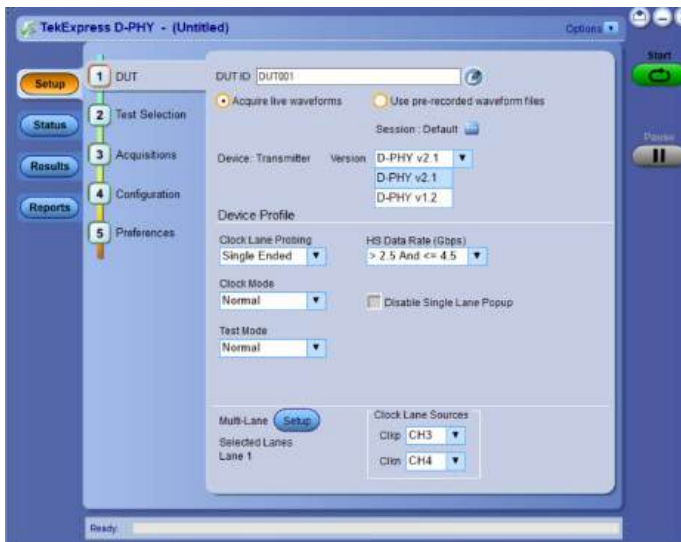 TekExpress D-PHY - (Untitled)
Options
Start
Pause
Setup
Status
Results
Reports
1 DUT
2 Test Selection
3 Acquisitions
4 Configuration
5 Preferences
DUT ID DUT001
Acquire live waveforms
Use pre-recorded waveform files
Session : Default
Device: Transmitter Version D-PHY v2.1
D-PHY v2.1
D-PHY v1.2
Device Profile
Clock Lane Probing HS Data Rate (Gbps)
Single Ended > 2.5 And <= 4.5
Clock Mode
Normal Disable Single Lane Popup
Test Mode
Normal
Multi-Lane Setup
Selected Lanes
Lane 1
Clock Lane Sources
Clkp CH3
Clkn CH4
Ready.